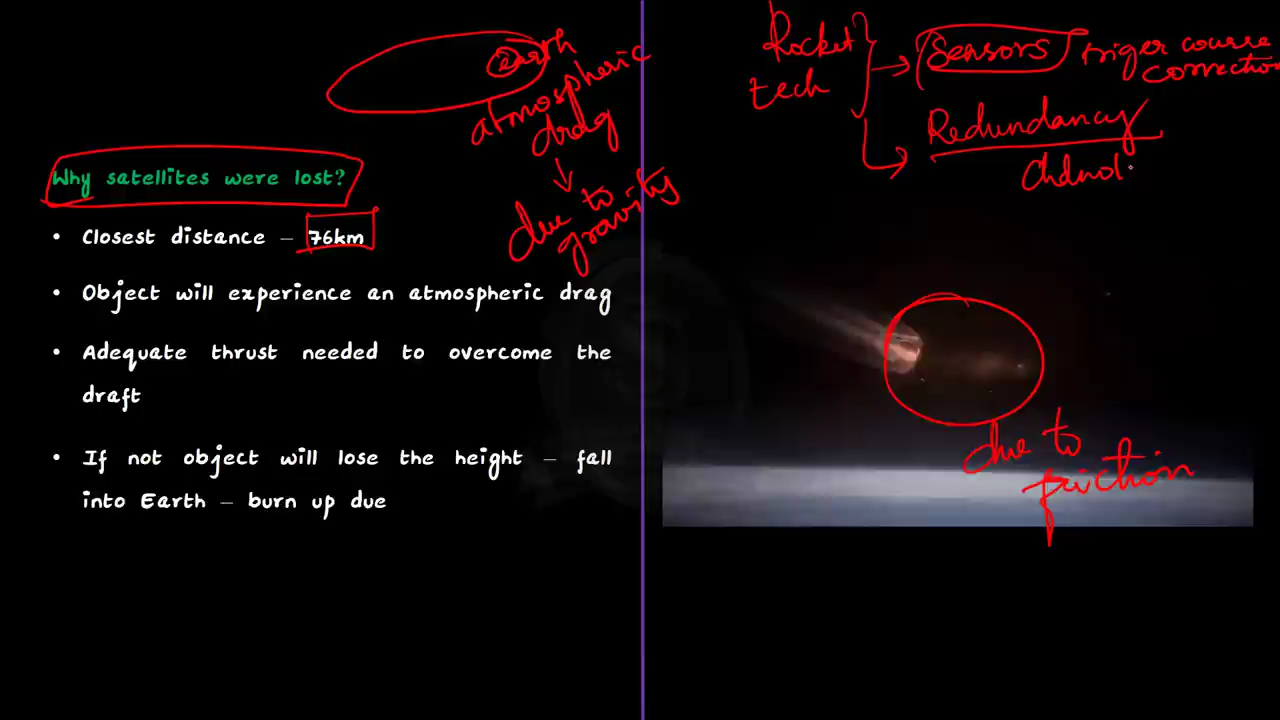 Why satellites were lost?
• Closest distance – 76km
• Object will experience an atmospheric drag
• Adequate thrust needed to overcome the
draft
• If not object will lose the height – fall
into Earth – burn up due
earth
atmospheric
drag
due to
gravity
Rocket
tech
Sensors
triger course
correction
Redundancy
due to
friction